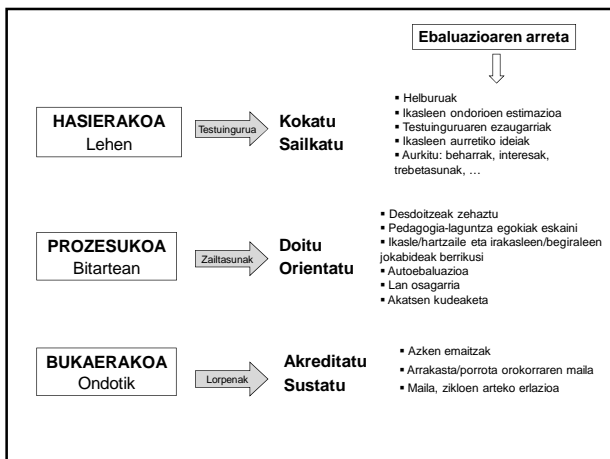 Ebaluazioaren arreta
HASIERAKOA
Lehen
Testuingurua
Kokatu
Sailkatu
▪ Helburuak
▪ Ikasleen ondorioen estimazioa
▪ Testuinguruaren ezaugarriak
▪ Ikasleen aurretiko ideiak
▪ Aurkitu: beharrak, interesak,
trebetasunak, …
PROZESUKOA
Bitartean
Zailtasunak
Doitu
Orientatu
▪ Desdoitzeak zehaztu
▪ Pedagogia-laguntza egokiak eskaini
▪ Ikasle/hartzaile eta irakasleen/begiraleen
jokabideak berrikusi
▪ Autoebaluazioa
▪ Lan osagarria
▪ Akatsen kudeaketa
BUKAERAKOA
Ondotik
Lorpenak
Akreditatu
Sustatu
▪ Azken emaitzak
▪ Arrakasta/porrota orokorraren maila
▪ Maila, zikloen arteko erlazioa